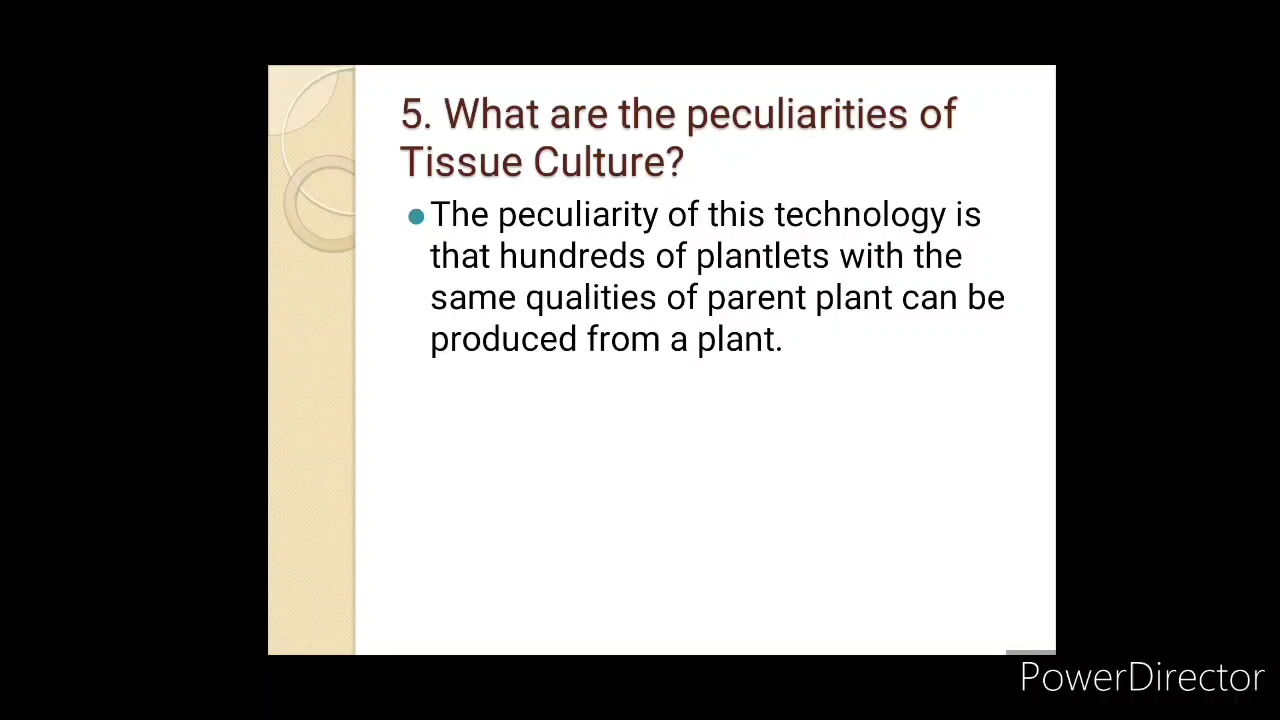 5. What are the peculiarities of
Tissue Culture?
The peculiarity of this technology is
that hundreds of plantlets with the
same qualities of parent plant can be
produced from a plant.
PowerDirector